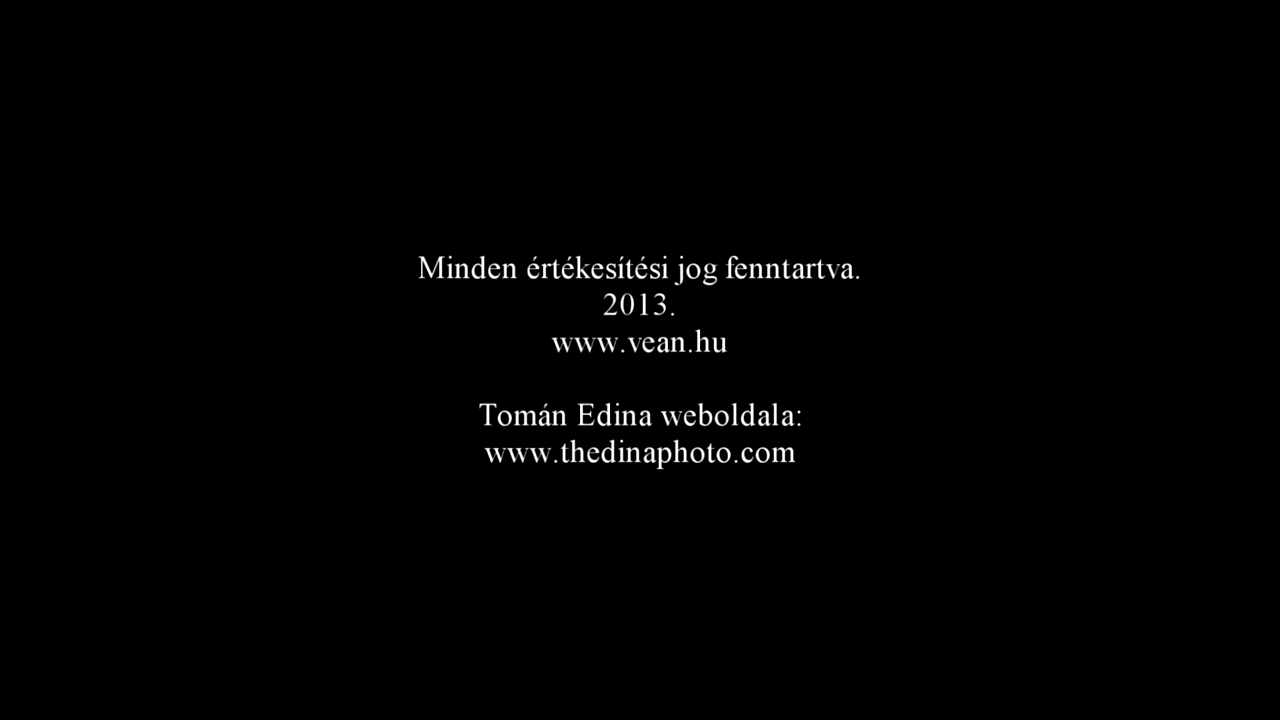 Minden értékesítési jog fenntartva.
2013.
www.vean.hu
Tomán Edina weboldala:
www.thedinaphoto.com